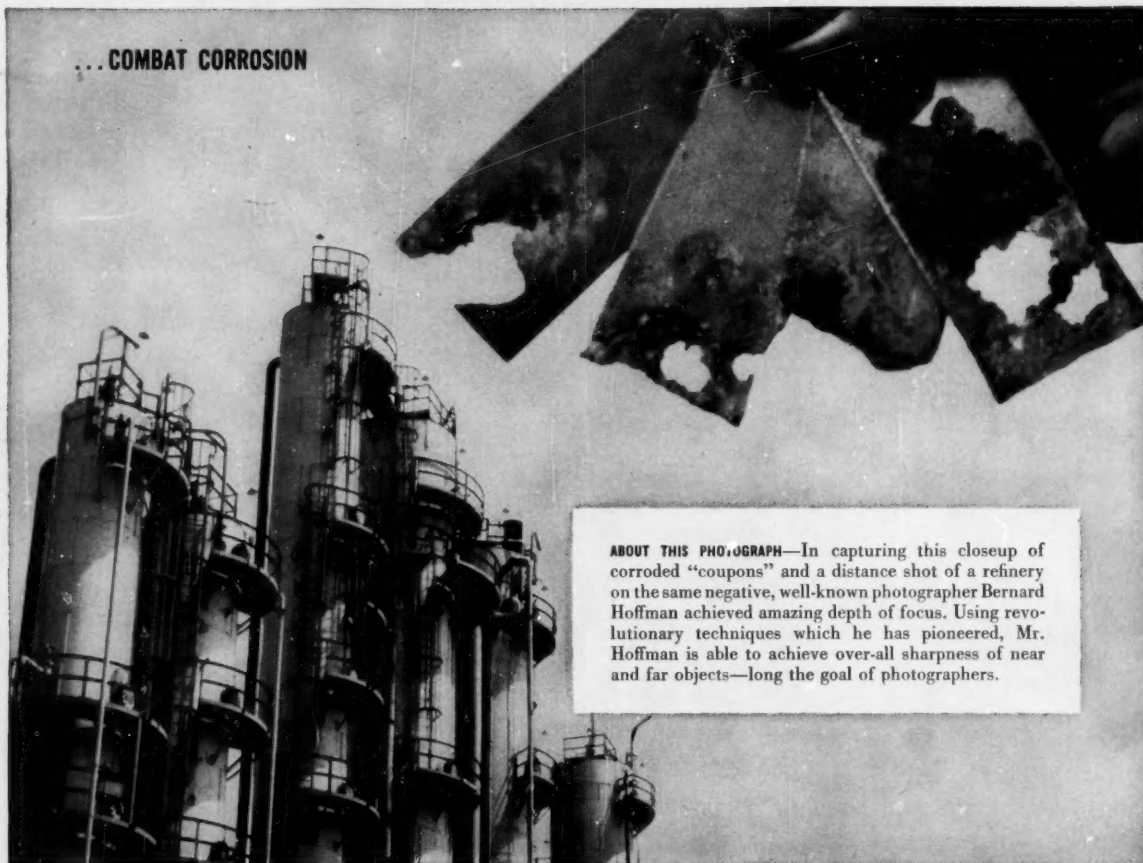 ...COMBAT CORROSION
ABOUT THIS PHOTOGRAPH—In capturing this closeup of
corroded "coupons" and a distance shot of a refinery
on the same negative, well-known photographer Bernard
Hoffman achieved amazing depth of focus. Using revo-
lutionary techniques which he has pioneered, Mr.
Hoffman is able to achieve over-all sharpness of near
and far objects—long the goal of photographers.